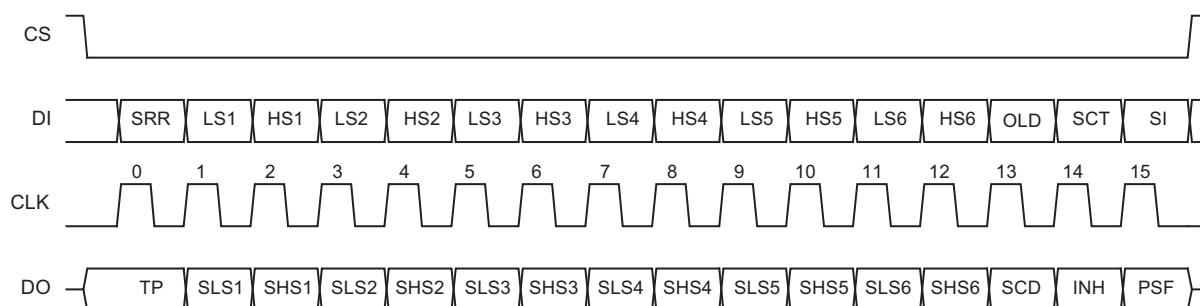 CS
DI SRR LS1 HS1 LS2 HS2 LS3 HS3 LS4 HS4 LS5 HS5 LS6 HS6 OLD SCT SI
0 1 2 3 4 5 6 7 8 9 10 11 12 13 14 15
CLK
DO TP SLS1 SHS1 SLS2 SHS2 SLS3 SHS3 SLS4 SHS4 SLS5 SHS5 SLS6 SHS6 SCD INH PSF